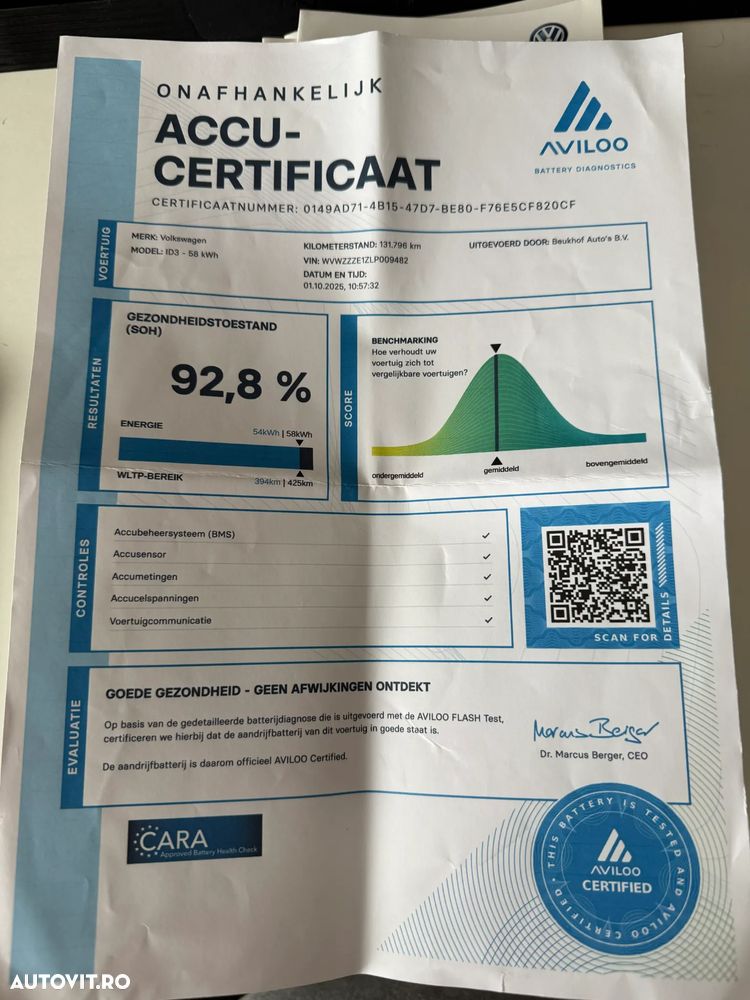 ONAFHANKELIJK
ACCU-
CERTIFICAAT
CERTIFICAATNUMMER: 0149AD71-4B15-47D7-BE80-F76E5CF820CF
AVILOO
BATTERY DIAGNOSTICS
VOERTUIG
MERK: Volkswagen
MODEL: ID3 - 58 kWh
KILOMETERSTAND: 131.796 km
VIN: WVWZZZE1ZLP009482
DATUM EN TIJD:
01.10.2025, 10:57:32
UITGEVOERD DOOR: Beukhof Auto's B.V.
RESULTATEN
GEZONDHEIDSTOESTAND
(SOH)
92,8 %
ENERGIE
54kWh | 58kWh
WLTP-BEREIK
394km | 425km
SCORE
BENCHMARKING
Hoe verhoudt uw
voertuig zich tot
vergelijkbare voertuigen?
ondergemiddeld
gemiddeld
bovengemiddeld
CONTROLES
Accubeheersysteem (BMS)
Accusensor
Accumetingen
Accucelspanningen
Voertuigcommunicatie
SCAN FOR DETAILS
EVALUATIE
GOEDE GEZONDHEID - GEEN AFWIJKINGEN ONTDEKT
Op basis van de gedetailleerde batterijdiagnose die is uitgevoerd met de AVILOO FLASH Test,
certificeren we hierbij dat de aandrijfbatterij van dit voertuig in goede staat is.
De aandrijfbatterij is daarom officieel AVILOO Certified.
Marcus Berger
Dr. Marcus Berger, CEO
CARA
Approved Battery Health Check
THIS BATTERY IS TESTED AND AVILOO CERTIFIED
AVILOO
CERTIFIED
AUTOVIT.RO